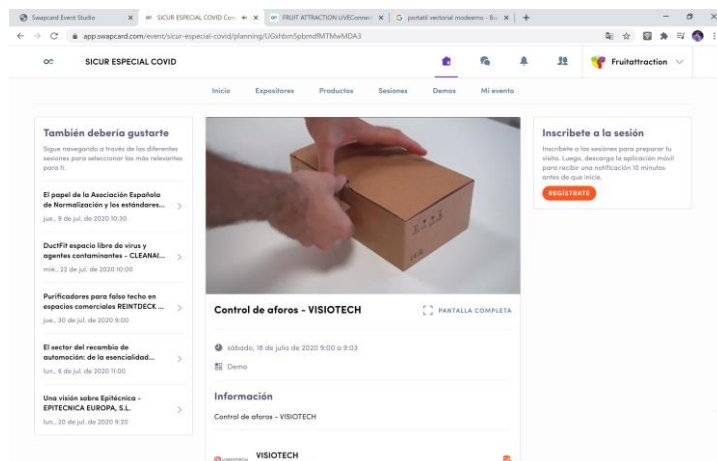 Swapcard Event Studio
SICUR ESPECIAL COVID
FRUIT ATTRACTION LIVEConnect
app.swapcard.com/event/sicur-especial-covid/planning/
SICUR ESPECIAL COVID
Fruitattraction
Inicio
Expositores
Productos
Sesiones
Demos
Mi evento
También debería gustarte
Sigue navegando a través de las diferentes
sesiones para seleccionar las más relevantes
para ti.
El papel de la Asociación Española
de Normalización y los estándares...
jue., 9 de jul. de 2020 10:30
DuctFit espacio libre de virus y
agentes contaminantes - CLEANAI...
mié., 22 de jul. de 2020 10:00
Purificadores para falso techo en
espacios comerciales REINTDECK ...
jue., 30 de jul. de 2020 9:00
El sector del recambio de
automoción: de la esencialidad...
lun., 6 de jul. de 2020 11:00
Una visión sobre Epitécnica -
EPITECNICA EUROPA, S.L.
lun., 20 de jul. de 2020 9:20
Control de aforos - VISIOTECH
PANTALLA COMPLETA
sábado, 18 de julio de 2020 9:00 a 9:03
Demo
Información
Control de aforos - VISIOTECH
VISIOTECH
Inscríbete a la sesión
Inscríbete a las sesiones para preparar tu
visita. Luego, descarga la aplicación móvil
para recibir una notificación 10 minutos
antes de que inicie.
REGÍSTRATE